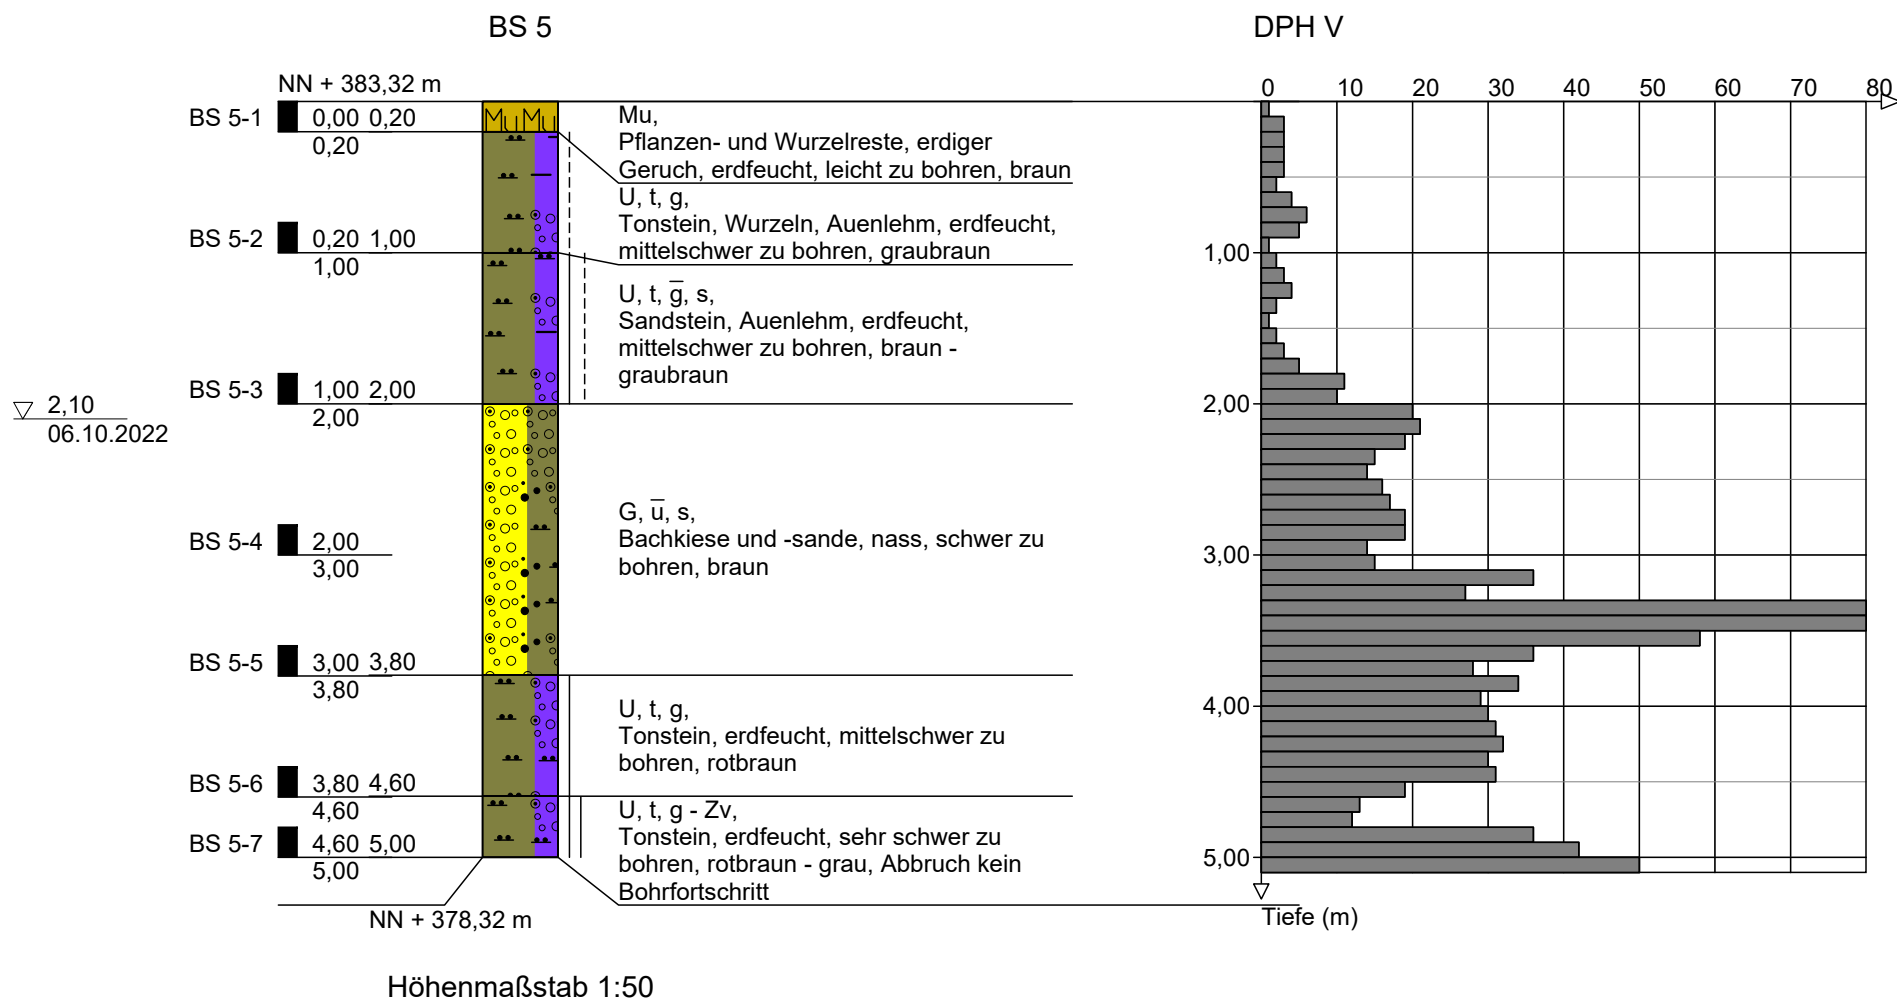 BS 5
DPH V
NN + 383,32 m
0 10 20 30 40 50 60 70 80
BS 5-1 0,00 0,20
0,20
Mu,
Pflanzen- und Wurzelreste, erdiger
Geruch, erdfeucht, leicht zu bohren, braun
U, t, g,
Tonstein, Wurzeln, Auenlehm, erdfeucht,
mittelschwer zu bohren, graubraun
BS 5-2 0,20 1,00
1,00
1,00
U, t, g̅, s,
Sandstein, Auenlehm, erdfeucht,
mittelschwer zu bohren, braun -
graubraun
BS 5-3 1,00 2,00
2,00
2,00
2,10
06.10.2022
G, u̅, s,
Bachkiese und -sande, nass, schwer zu
bohren, braun
BS 5-4 2,00
3,00
3,00
BS 5-5 3,00 3,80
3,80
4,00
U, t, g,
Tonstein, erdfeucht, mittelschwer zu
bohren, rotbraun
BS 5-6 3,80 4,60
4,60
U, t, g - Zv,
Tonstein, erdfeucht, sehr schwer zu
bohren, rotbraun - grau, Abbruch kein
Bohrfortschritt
BS 5-7 4,60 5,00
5,00
5,00
NN + 378,32 m
Tiefe (m)
Höhenmaßstab 1:50
Mu Mu